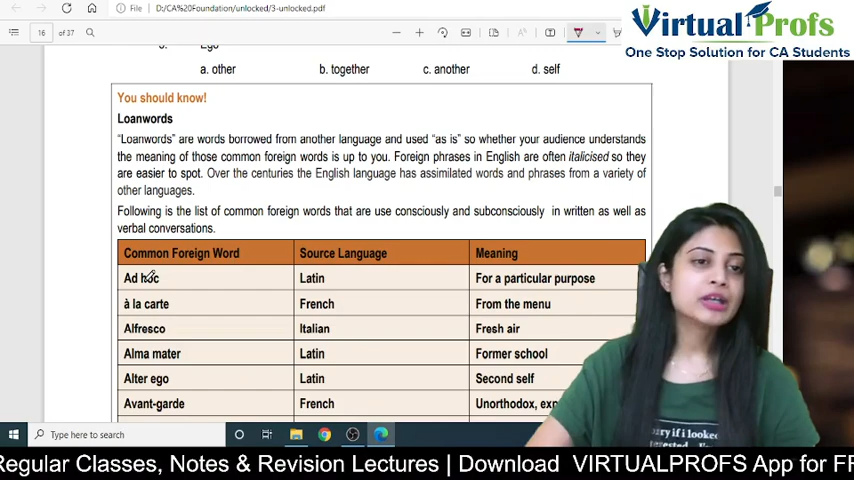 File D:/CA%20Foundation/unlocked/3-unlocked.pdf
Virtual Profs
One Stop Solution for CA Students
16 of 37
Ego
a. other b. together c. another d. self
You should know!
Loanwords
"Loanwords" are words borrowed from another language and used "as is" so whether your audience understands
the meaning of those common foreign words is up to you. Foreign phrases in English are often italicised so they
are easier to spot. Over the centuries the English language has assimilated words and phrases from a variety of
other languages.
Following is the list of common foreign words that are use consciously and subconsciously in written as well as
verbal conversations.
Common Foreign Word Source Language Meaning
Ad hoc Latin For a particular purpose
à la carte French From the menu
Alfresco Italian Fresh air
Alma mater Latin Former school
Alter ego Latin Second self
Avant-garde French Unorthodox, exp
sorry if i looked
interested.
Type here to search
Regular Classes, Notes & Revision Lectures | Download VIRTUALPROFS App for FR